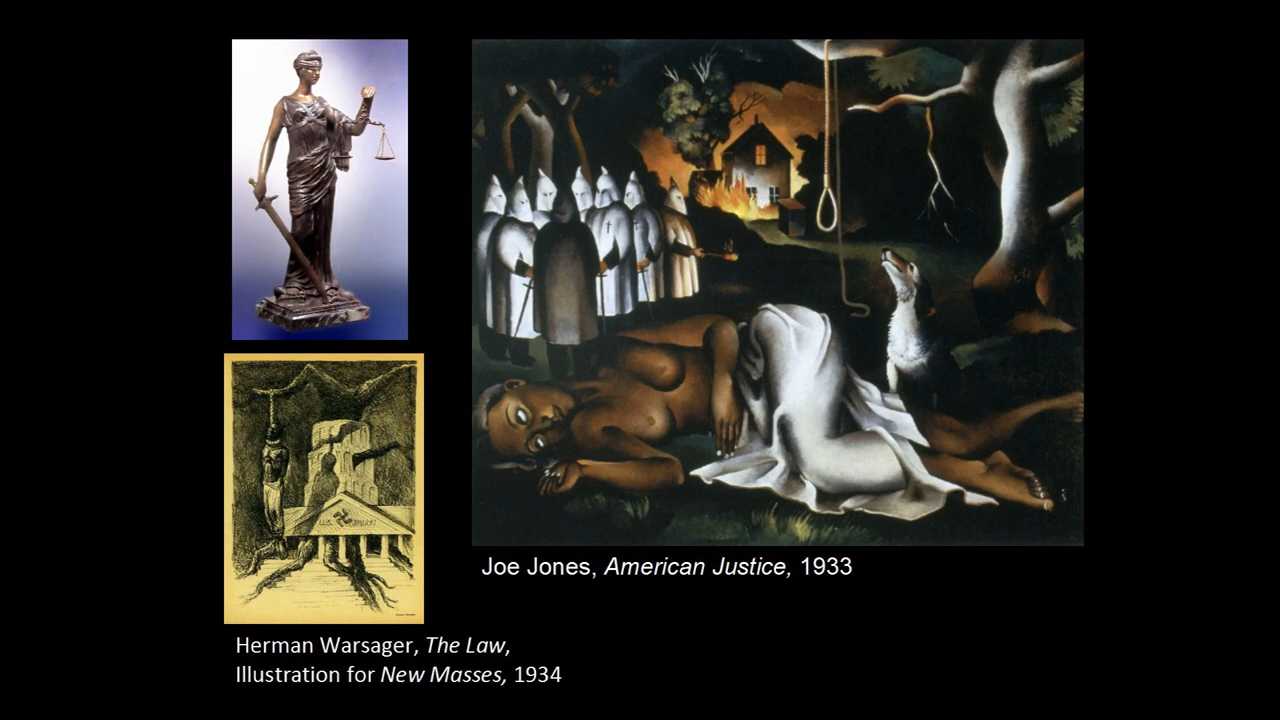 Joe Jones, American Justice, 1933
Herman Warsager, The Law,
Illustration for New Masses, 1934